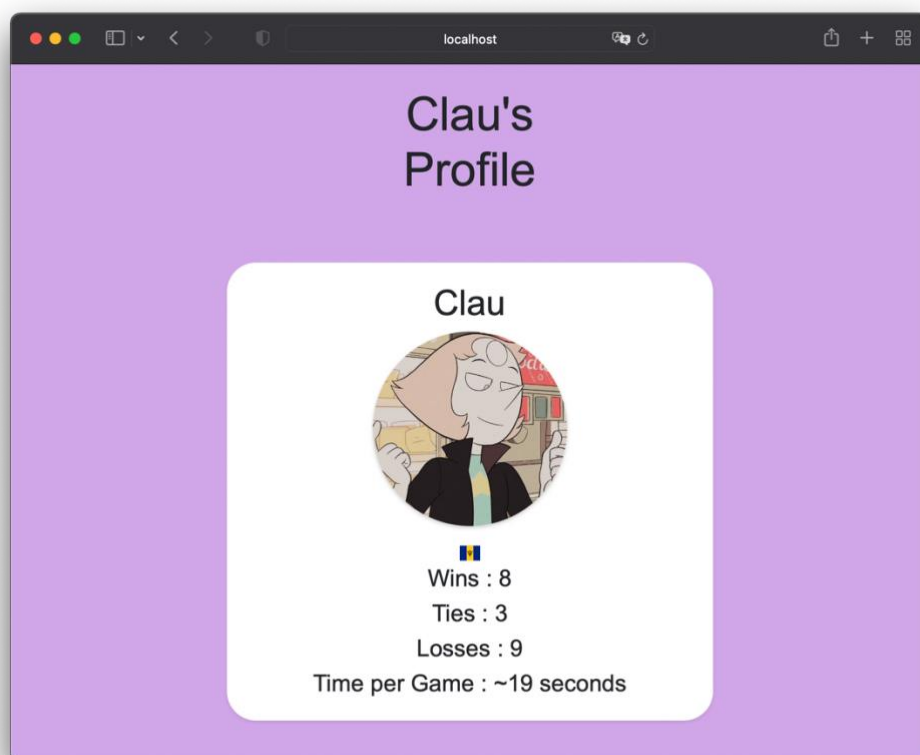 localhost
Clau's
Profile
Clau
Wins : 8
Ties : 3
Losses : 9
Time per Game : ~19 seconds